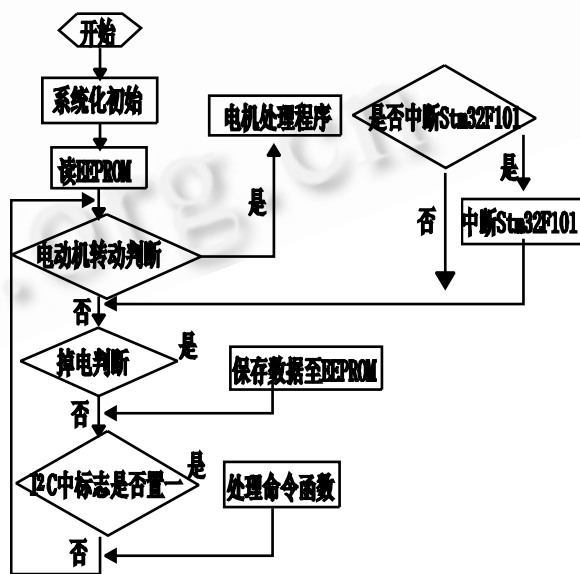 开始
系统化初始
电机处理程序
是否中断Stm32F101
读EEPROM
是
是
否
中断Stm32F101
电动机转动判断
否
掉电判断
是
保存数据至EEPROM
否
I²C中标志是否置一
是
处理命令函数
否
.org.cn